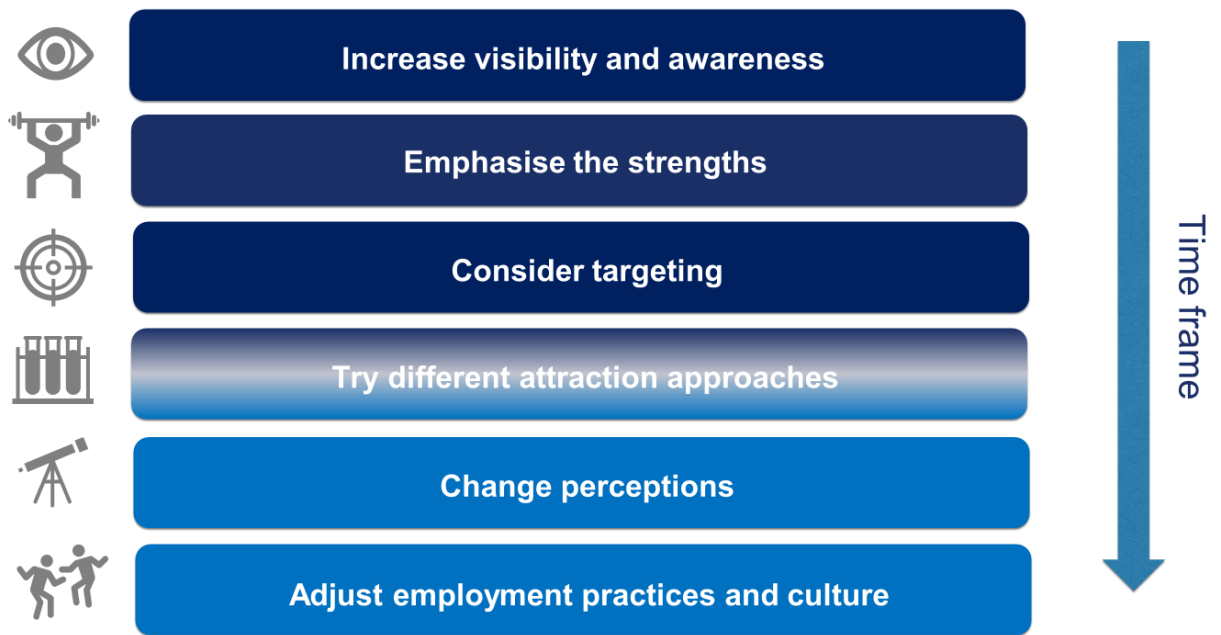 Increase visibility and awareness
Emphasise the strengths
Consider targeting
Try different attraction approaches
Change perceptions
Adjust employment practices and culture
Time frame